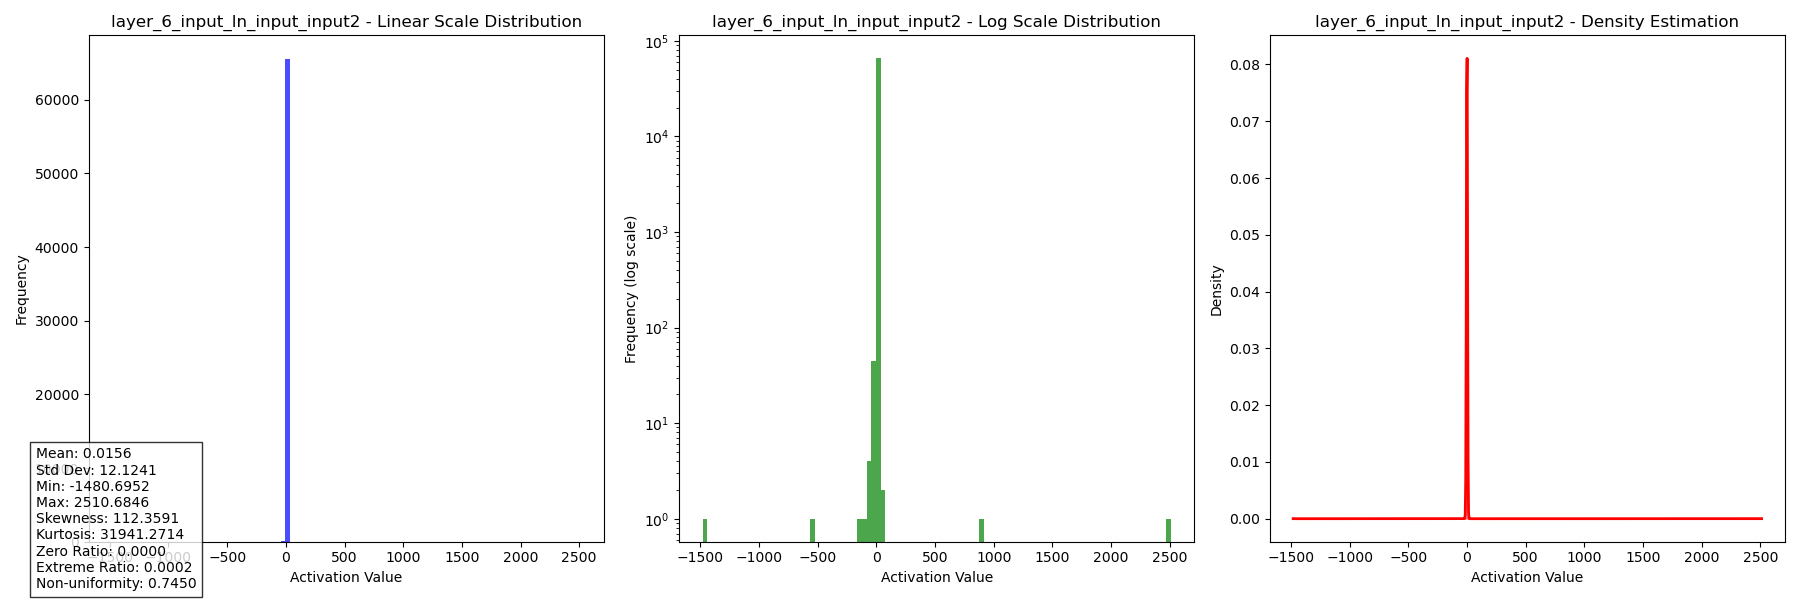 layer_6_input_ln_input_input2 - Linear Scale Distribution
60000
50000
40000
30000
20000
Frequency
−500
0
500
1000
1500
2000
2500
Activation Value
Mean: 0.0156
Std Dev: 12.1241
Min: -1480.6952
Max: 2510.6846
Skewness: 112.3591
Kurtosis: 31941.2714
Zero Ratio: 0.0000
Extreme Ratio: 0.0002
Non-uniformity: 0.7450
layer_6_input_ln_input_input2 - Log Scale Distribution
10^5
10^4
10^3
10^2
10^1
10^0
Frequency (log scale)
−1500
−1000
−500
0
500
1000
1500
2000
2500
Activation Value
layer_6_input_ln_input_input2 - Density Estimation
0.08
0.07
0.06
0.05
0.04
0.03
0.02
0.01
0.00
Density
−1500
−1000
−500
0
500
1000
1500
2000
2500
Activation Value